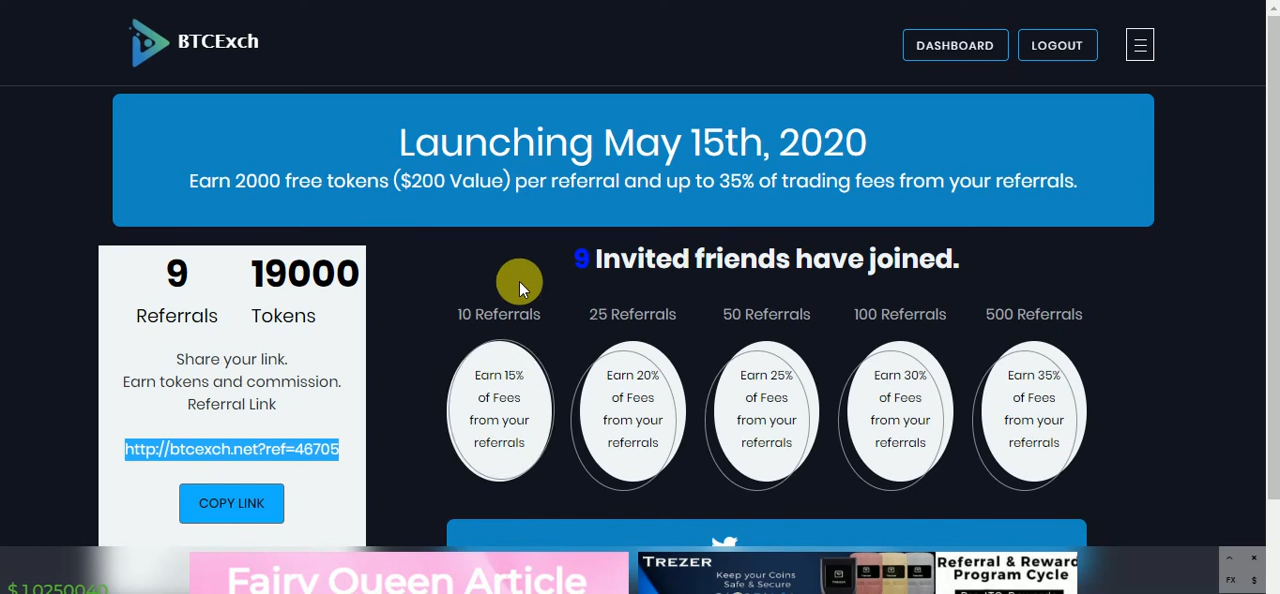 BTCExch
DASHBOARD
LOGOUT
Launching May 15th, 2020
Earn 2000 free tokens ($200 Value) per referral and up to 35% of trading fees from your referrals.
9
Referrals
19000
Tokens
Share your link.
Earn tokens and commission.
Referral Link
http://btcexch.net?ref=46705
COPY LINK
9 Invited friends have joined.
10 Referrals
25 Referrals
50 Referrals
100 Referrals
500 Referrals
Earn 15%
of Fees
from your
referrals
Earn 20%
of Fees
from your
referrals
Earn 25%
of Fees
from your
referrals
Earn 30%
of Fees
from your
referrals
Earn 35%
of Fees
from your
referrals
Fairy Queen Article
TREZER
Keep your Coins
Safe & Secure
Referral & Reward
Program Cycle
FX $